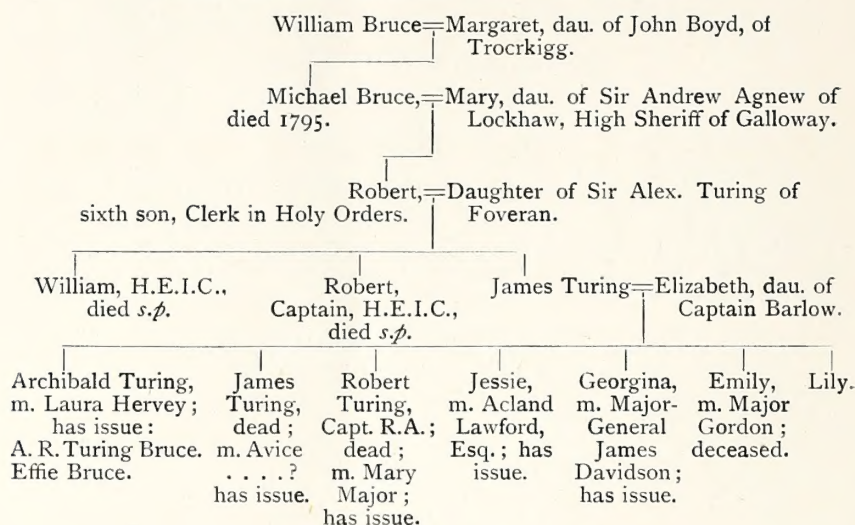 William Bruce=Margaret, dau. of John Boyd, of
Trocrkigg.
Michael Bruce,=Mary, dau. of Sir Andrew Agnew of
died 1795. Lockhaw, High Sheriff of Galloway.
Robert,=Daughter of Sir Alex. Turing of
sixth son, Clerk in Holy Orders. Foveran.
William, H.E.I.C.,
died s.p.
Robert,
Captain, H.E.I.C.,
died s.p.
James Turing=Elizabeth, dau. of
Captain Barlow.
Archibald Turing,
m. Laura Hervey;
has issue:
A. R. Turing Bruce.
Effie Bruce.
James
Turing,
dead;
m. Avice
. . . . ?
has issue.
Robert
Turing,
Capt. R.A.;
dead;
m. Mary
Major;
has issue.
Jessie,
m. Acland
Lawford,
Esq.; has
issue.
Georgina,
m. Major-
General
James
Davidson;
has issue.
Emily,
m. Major
Gordon;
deceased.
Lily.